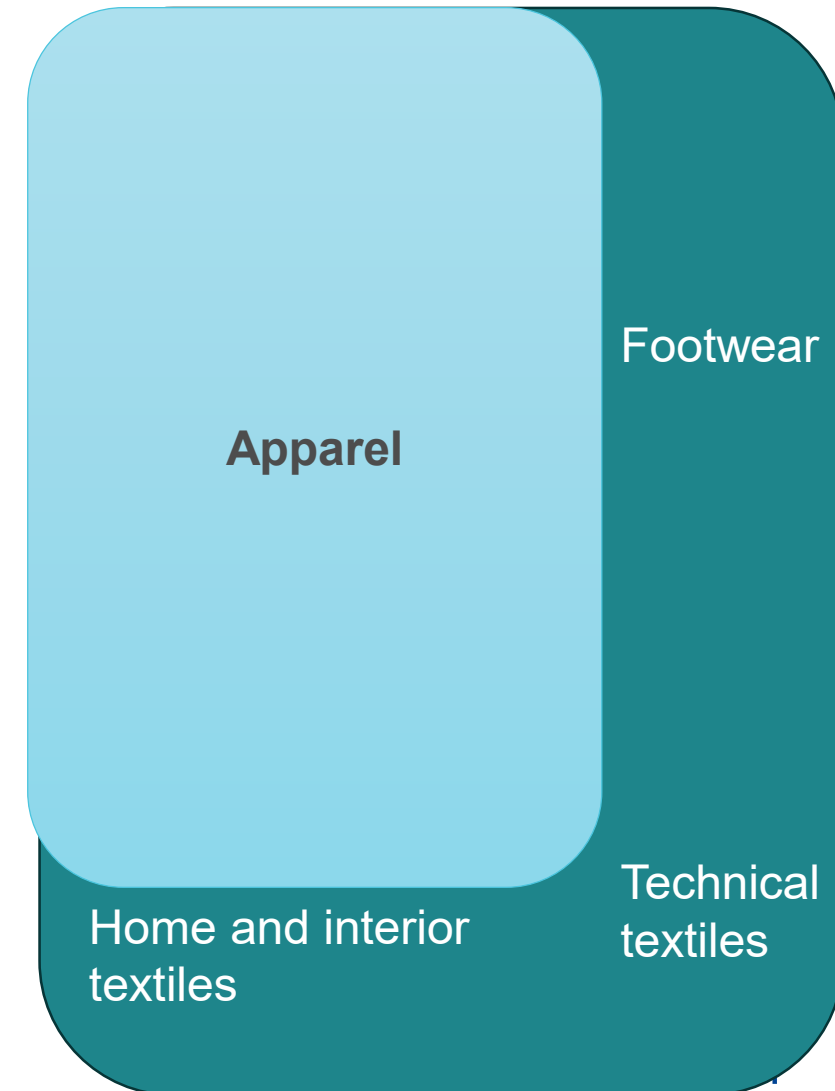 Footwear
Apparel
Technical
textiles
Home and interior
textiles